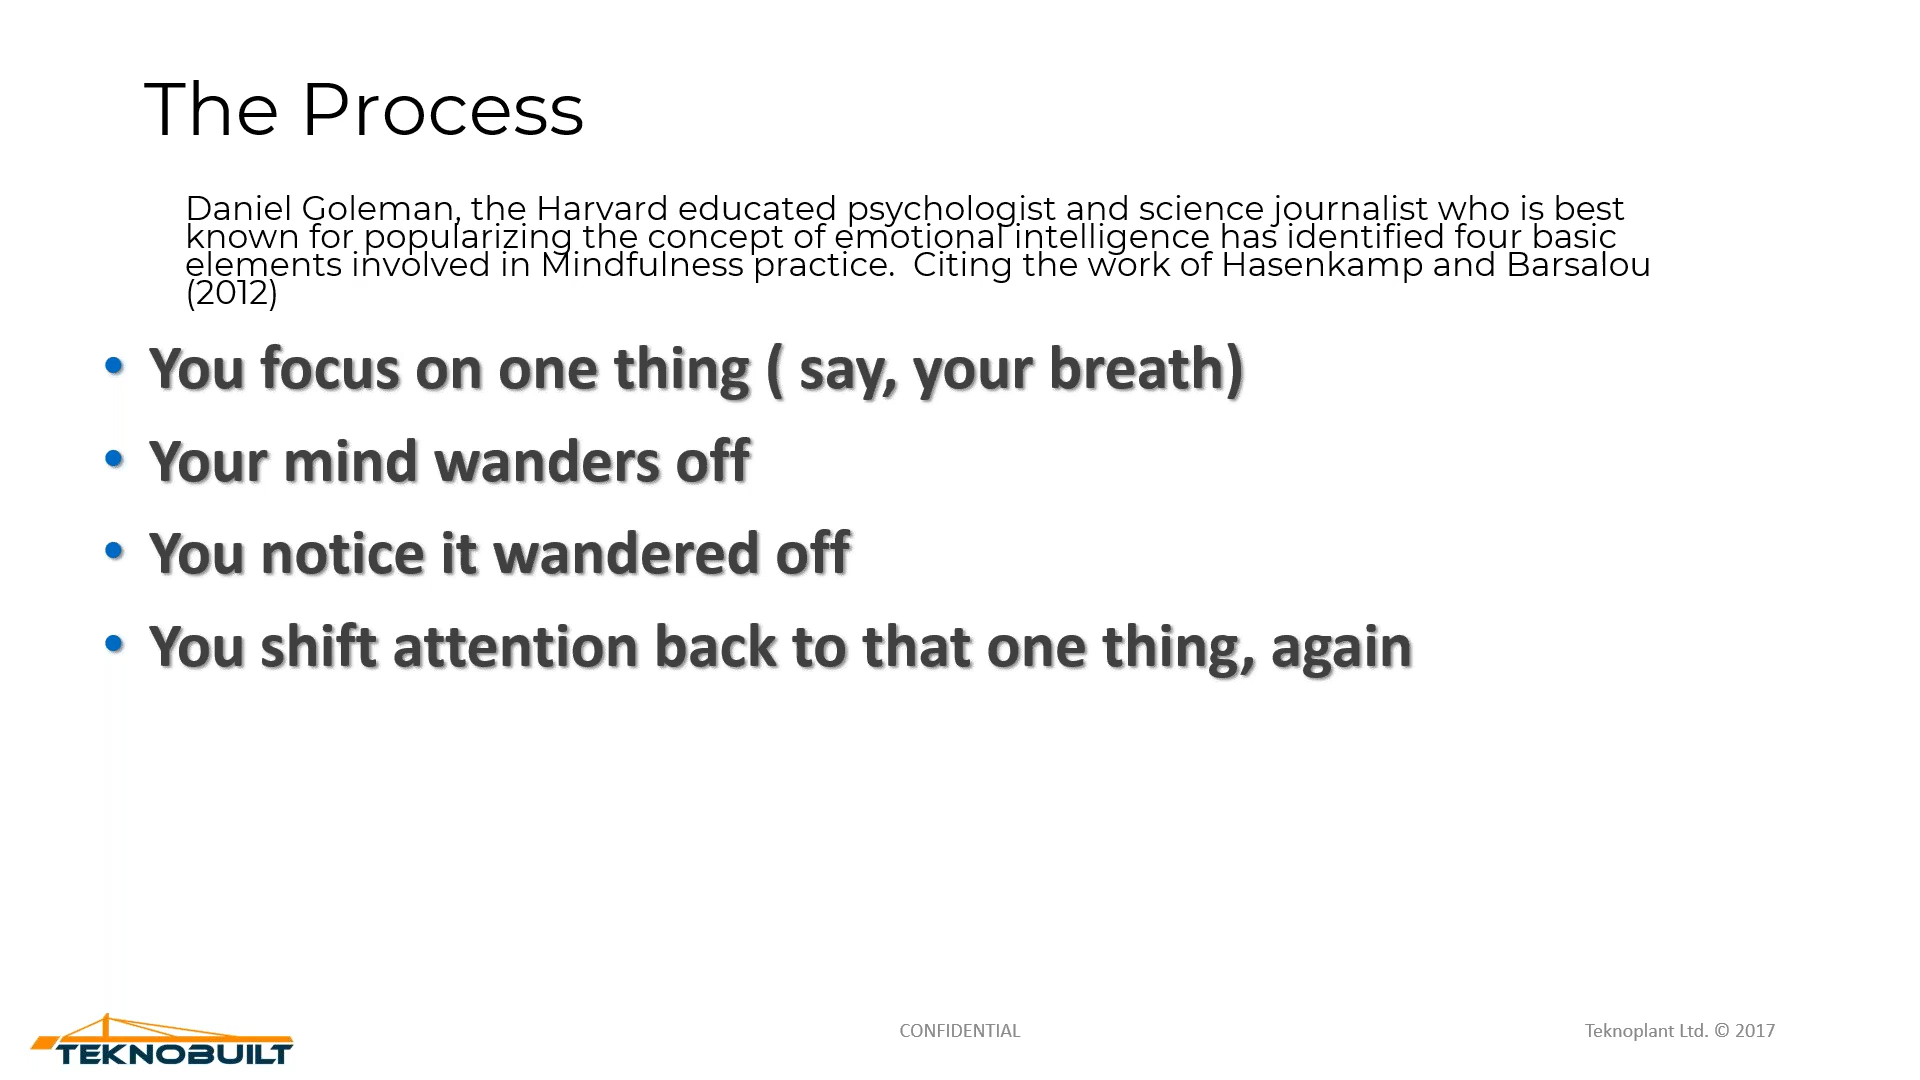 The Process
Daniel Goleman, the Harvard educated psychologist and science journalist who is best
known for popularizing the concept of emotional intelligence has identified four basic
elements involved in Mindfulness practice.  Citing the work of Hasenkamp and Barsalou
(2012)
• You focus on one thing ( say, your breath)
• Your mind wanders off
• You notice it wandered off
• You shift attention back to that one thing, again
TEKNOBUILT
CONFIDENTIAL
Teknoplant Ltd. © 2017